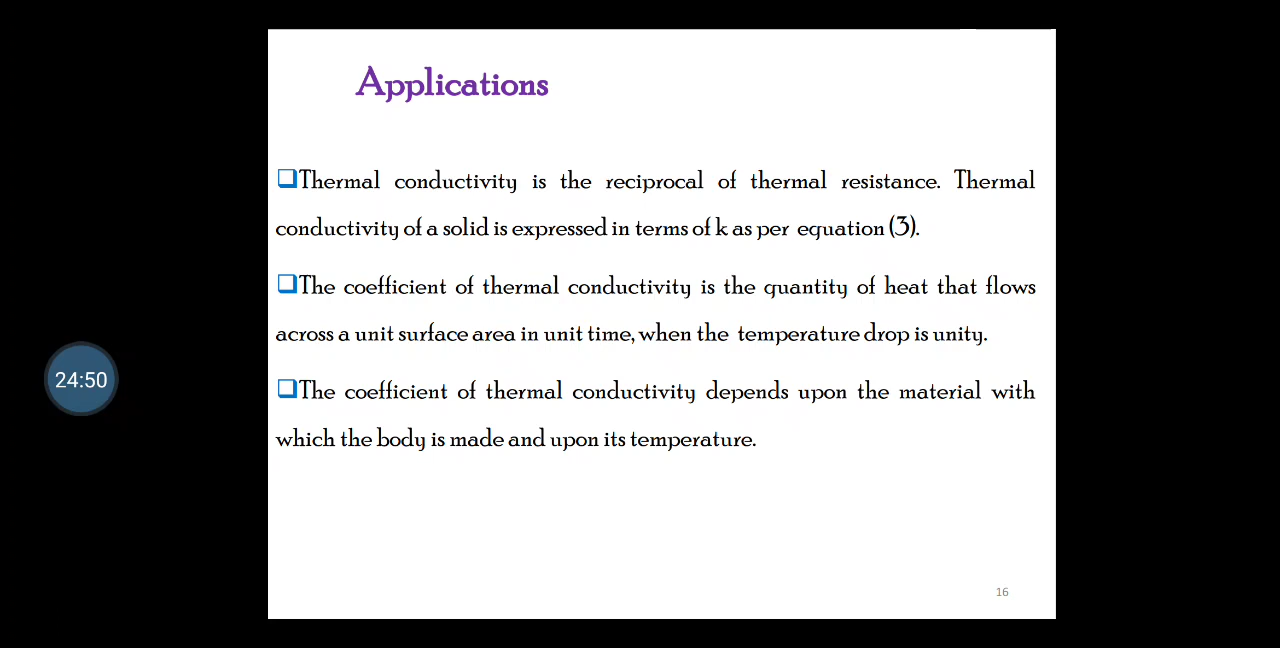 Applications
❑Thermal conductivity is the reciprocal of thermal resistance. Thermal
conductivity of a solid is expressed in terms of k as per equation (3).
❑The coefficient of thermal conductivity is the quantity of heat that flows
across a unit surface area in unit time, when the temperature drop is unity.
24:50
❑The coefficient of thermal conductivity depends upon the material with
which the body is made and upon its temperature.
16